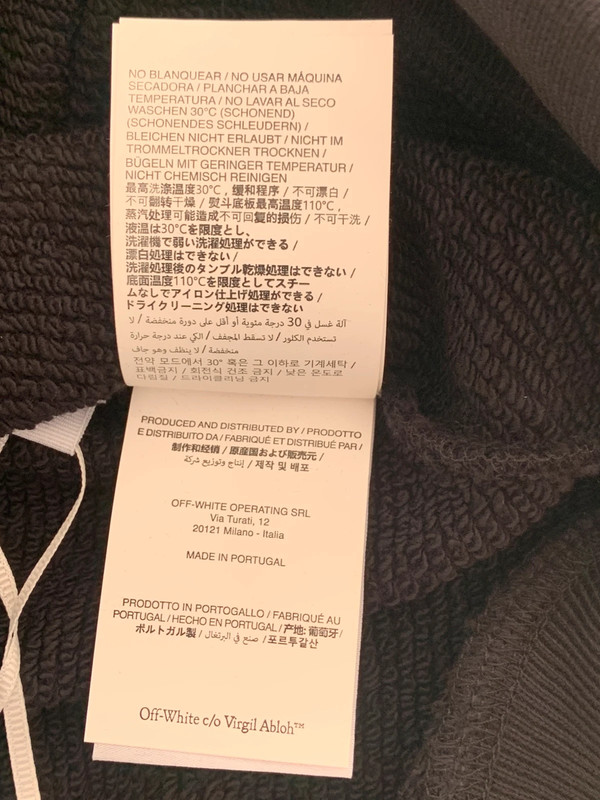 NO BLANQUEAR / NO USAR MÁQUINA
SECADORA / PLANCHAR A BAJA
TEMPERATURA / NO LAVAR AL SECO
WASCHEN 30°C (SCHONEND)
(SCHONENDES SCHLEUDERN) /
BLEICHEN NICHT ERLAUBT / NICHT IM
TROMMELTROCKNER TROCKNEN /
BÜGELN MIT GERINGER TEMPERATUR /
NICHT CHEMISCH REINIGEN
最高洗涤温度30°C , 缓和程序 / 不可漂白 /
不可翻转干燥 / 熨斗底板最高温度110°C ,
蒸汽处理可能造成不可回复的损伤 / 不可干洗 /
液温は30°Cを限度とし、
洗濯機で弱い洗濯処理ができる /
漂白処理はできない /
洗濯処理後のタンブル乾燥処理はできない /
底面温度110°Cを限度としてスチー
ムなしでアイロン仕上げ処理ができる /
ドライクリーニング処理はできない
آلة غسل في 30 درجة مئوية أو أقل على دورة منخفضة / لا
تستخدم الكلور / لا تسقط المجفف / الكي عند درجة حرارة
منخفضة / لا ينظف وهو جاف
전약 모드에서 30° 혹은 그 이하로 기계세탁 /
표백금지 / 회전식 건조 금지 / 낮은 온도로
다림질 / 드라이클리닝 금지
PRODUCED AND DISTRIBUTED BY / PRODOTTO
E DISTRIBUITO DA / FABRIQUÉ ET DISTRIBUÉ PAR /
制作和经销 / 原産国および販売元 /
إنتاج وتوزيع شركة / 제작 및 배포
OFF-WHITE OPERATING SRL
Via Turati, 12
20121 Milano - Italia
MADE IN PORTUGAL
PRODOTTO IN PORTOGALLO / FABRIQUÉ AU
PORTUGAL / HECHO EN PORTUGAL / 产地: 葡萄牙 /
ポルトガル製 / صنع في البرتغال / 포르투갈산
Off-White c/o Virgil Abloh™